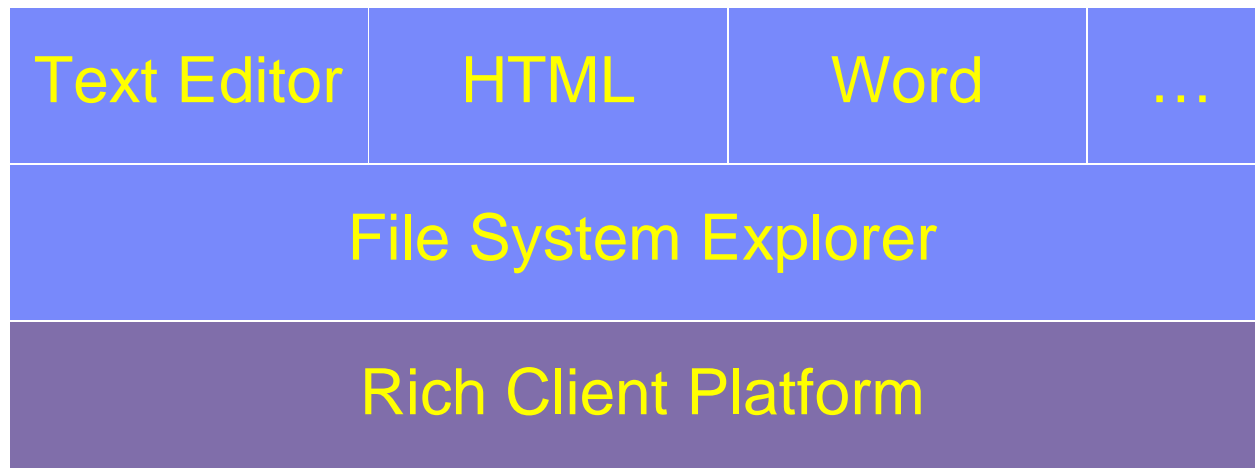 Text Editor HTML Word …
File System Explorer
Rich Client Platform